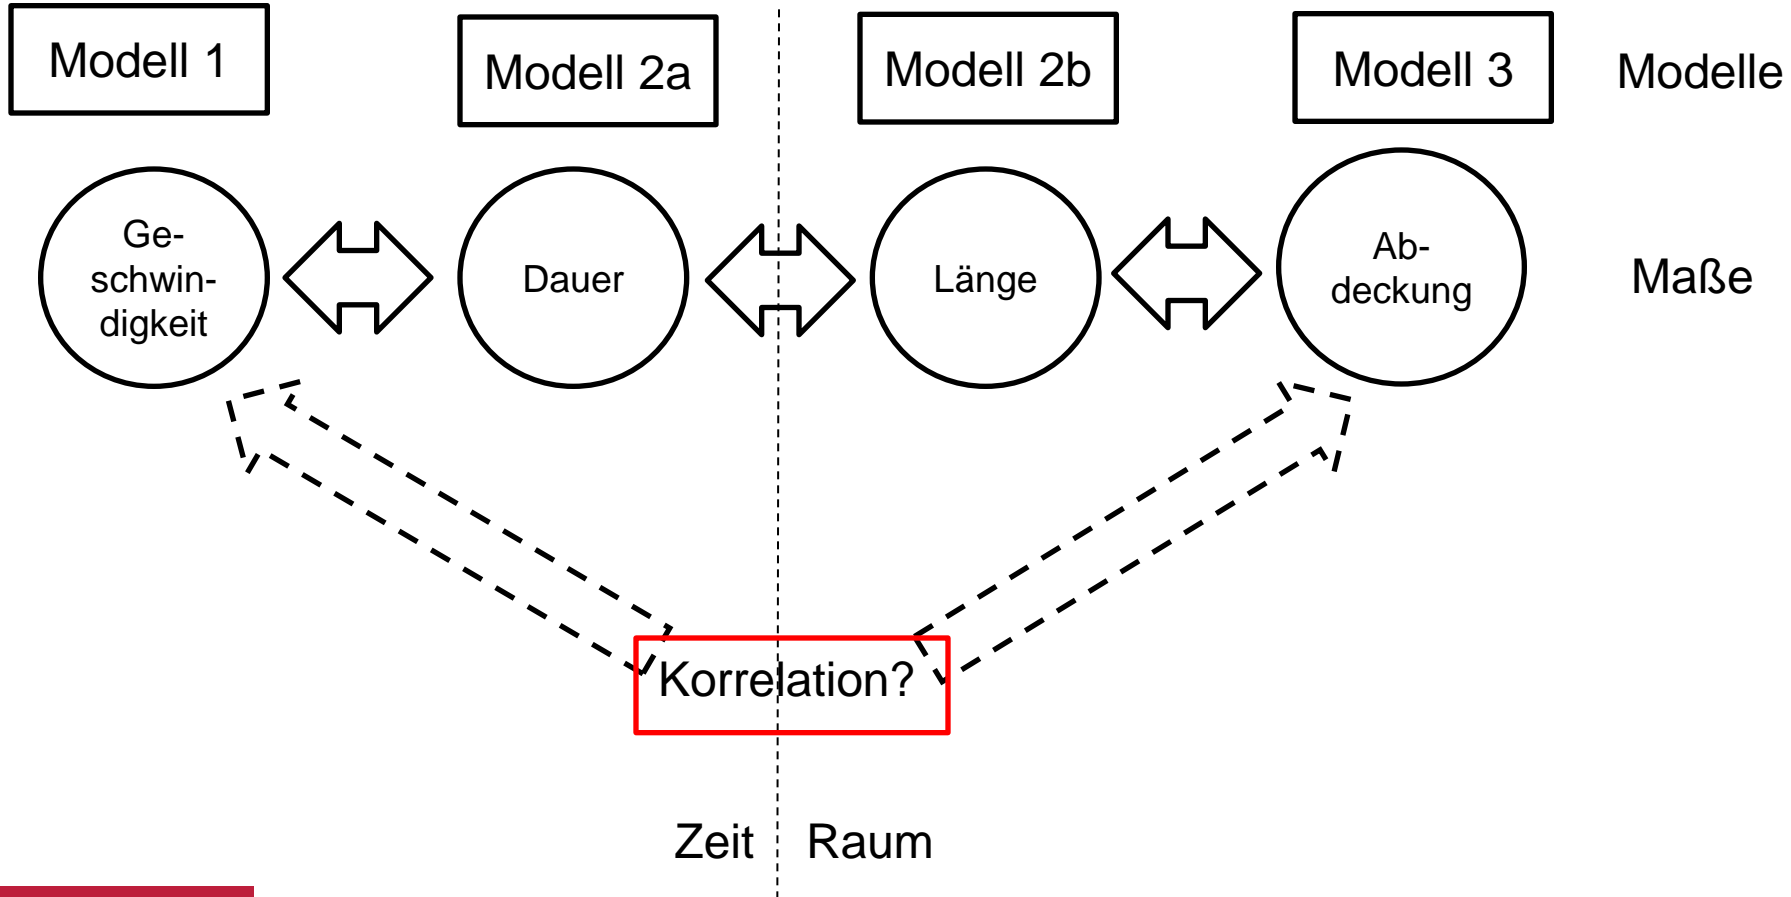 Modell 1
Modell 2a
Modell 2b
Modell 3
Modelle
Ge-
schwin-
digkeit
Dauer
Länge
Ab-
deckung
Maße
Korrelation?
Zeit
Raum